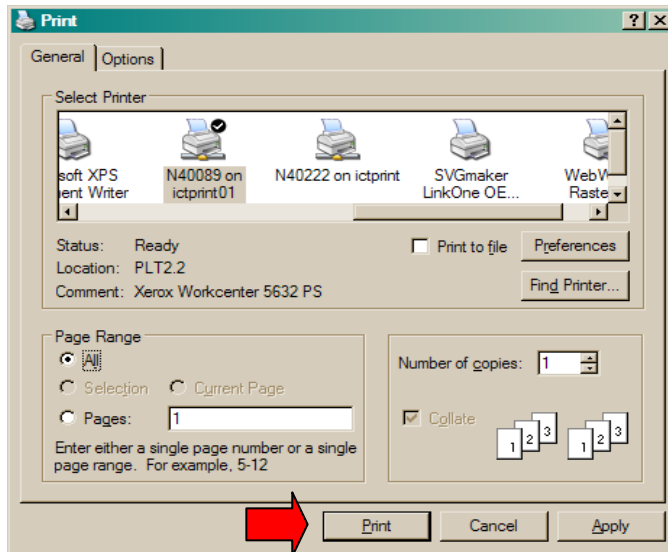 Print
General Options
Select Printer
soft XPS N40089 on N40222 on ictprint SVGmaker WebW
ent Writer ictprint01 LinkOne OE... Raste
Status: Ready Print to file Preferences
Location: PLT2.2
Comment: Xerox Workcenter 5632 PS Find Printer...
Page Range
All Number of copies: 1
Selection Current Page
Pages: 1 Collate
Enter either a single page number or a single
page range. For example, 5-12
1 2 3 1 2 3
Print Cancel Apply